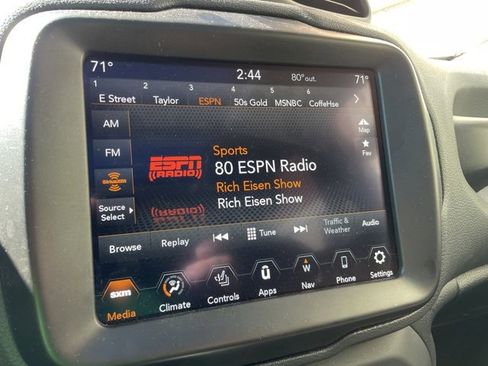 71° 2:44 80°out. 71°
1 2 3 4 5 6
E Street Taylor ESPN 50s Gold MSNBC CoffeHse
AM
FM
SiriusXM
Source Select
ESPN
RADIO
Sports
80 ESPN Radio
Rich Eisen Show
Rich Eisen Show
Map
Fav
RADIO
Browse Replay Tune Traffic & Weather Audio
sxm W
Media Climate Controls Apps Nav Phone Settings